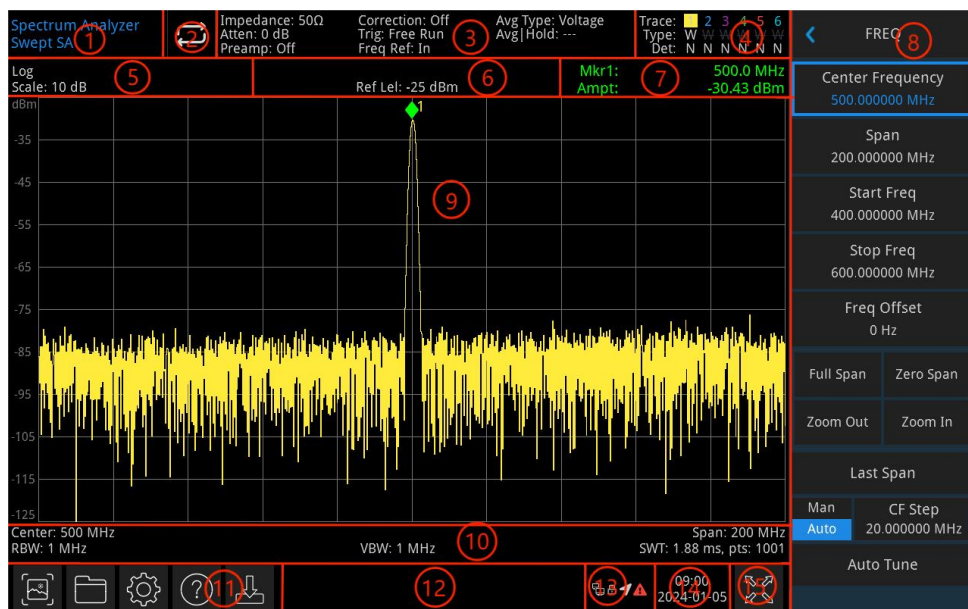 Spectrum Analyzer
Swept SA
1
2
Impedance: 50Ω
Atten: 0 dB
Preamp: Off
Correction: Off
Trig: Free Run
Freq Ref: In
3
Avg Type: Voltage
Avg|Hold: ---
Trace: 1 2 3 4 5 6
Type: W W W W W W
Det: N N N N N N
4
FREQ
8
Log
Scale: 10 dB
5
Ref Lel: -25 dBm
6
Mkr1: 500.0 MHz
Ampt: -30.43 dBm
7
dBm
1
-35
-45
-55
-65
-75
-85
-95
-105
-115
-125
9
Center Frequency
500.000000 MHz
Span
200.000000 MHz
Start Freq
400.000000 MHz
Stop Freq
600.000000 MHz
Freq Offset
0 Hz
Full Span
Zero Span
Zoom Out
Zoom In
Last Span
Man
Auto
CF Step
20.000000 MHz
Auto Tune
Center: 500 MHz
RBW: 1 MHz
VBW: 1 MHz
10
Span: 200 MHz
SWT: 1.88 ms, pts: 1001
?
11
12
13
09:00
2024-01-05
14
15